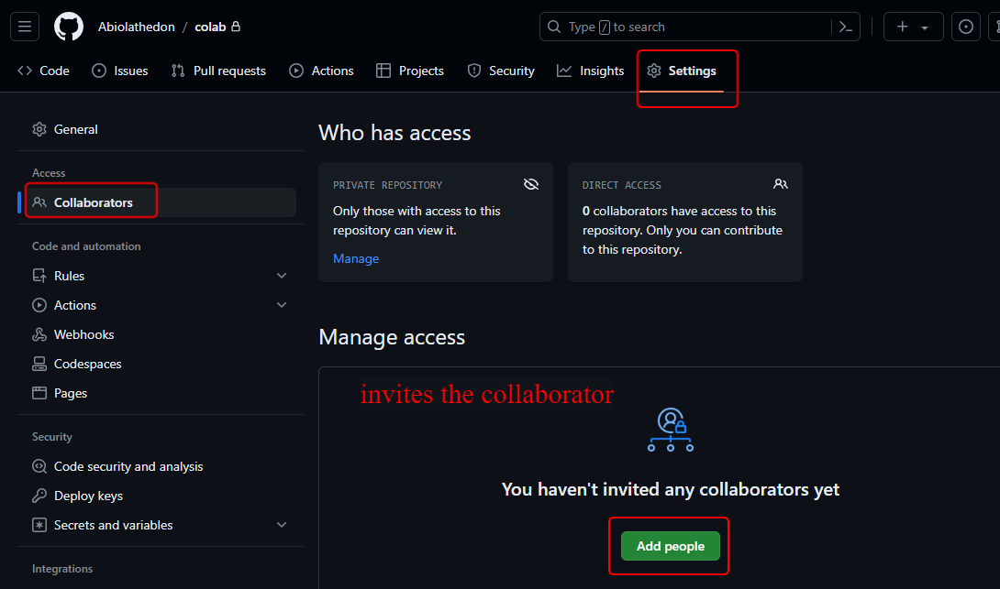 Abiolathedon / colab
Type / to search
Code Issues Pull requests Actions Projects Security Insights Settings
General
Access
Collaborators
Code and automation
Rules
Actions
Webhooks
Codespaces
Pages
Security
Code security and analysis
Deploy keys
Secrets and variables
Integrations
Who has access
PRIVATE REPOSITORY
Only those with access to this
repository can view it.
Manage
DIRECT ACCESS
0 collaborators have access to this
repository. Only you can contribute
to this repository.
Manage access
invites the collaborator
You haven't invited any collaborators yet
Add people